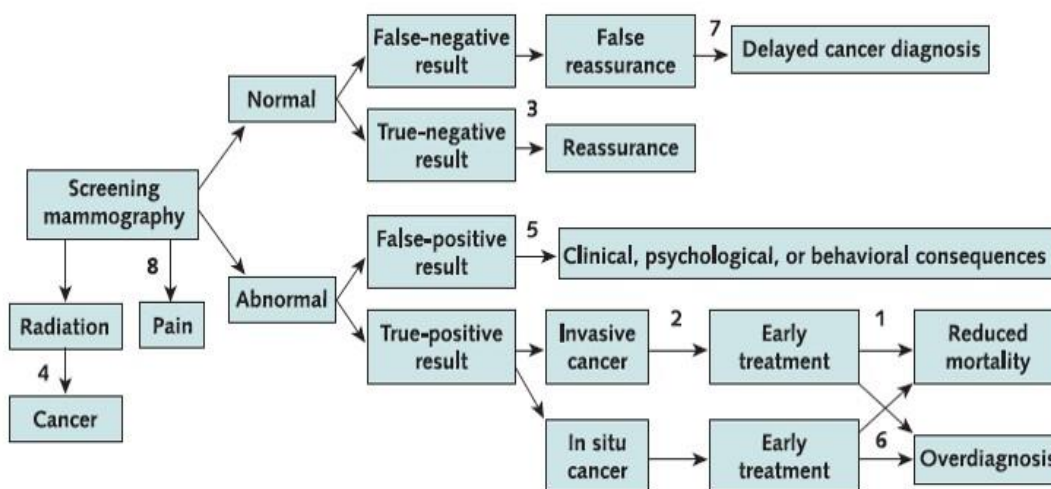 False-negative
result
False
reassurance
7
Delayed cancer diagnosis
Normal
True-negative
result
3
Reassurance
Screening
mammography
False-positive
result
5
Clinical, psychological, or behavioral consequences
8
Abnormal
Radiation
Pain
True-positive
result
Invasive
cancer
2
Early
treatment
1
Reduced
mortality
4
Cancer
In situ
cancer
Early
treatment
6
Overdiagnosis